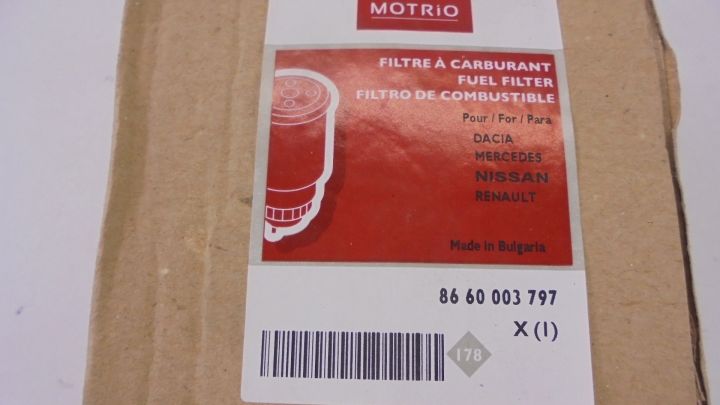 MOTRiO
FILTRE À CARBURANT
FUEL FILTER
FILTRO DE COMBUSTIBLE
Pour / For / Para
DACIA
MERCEDES
NISSAN
RENAULT
Made in Bulgaria
86 60 003 797
X (1)
178